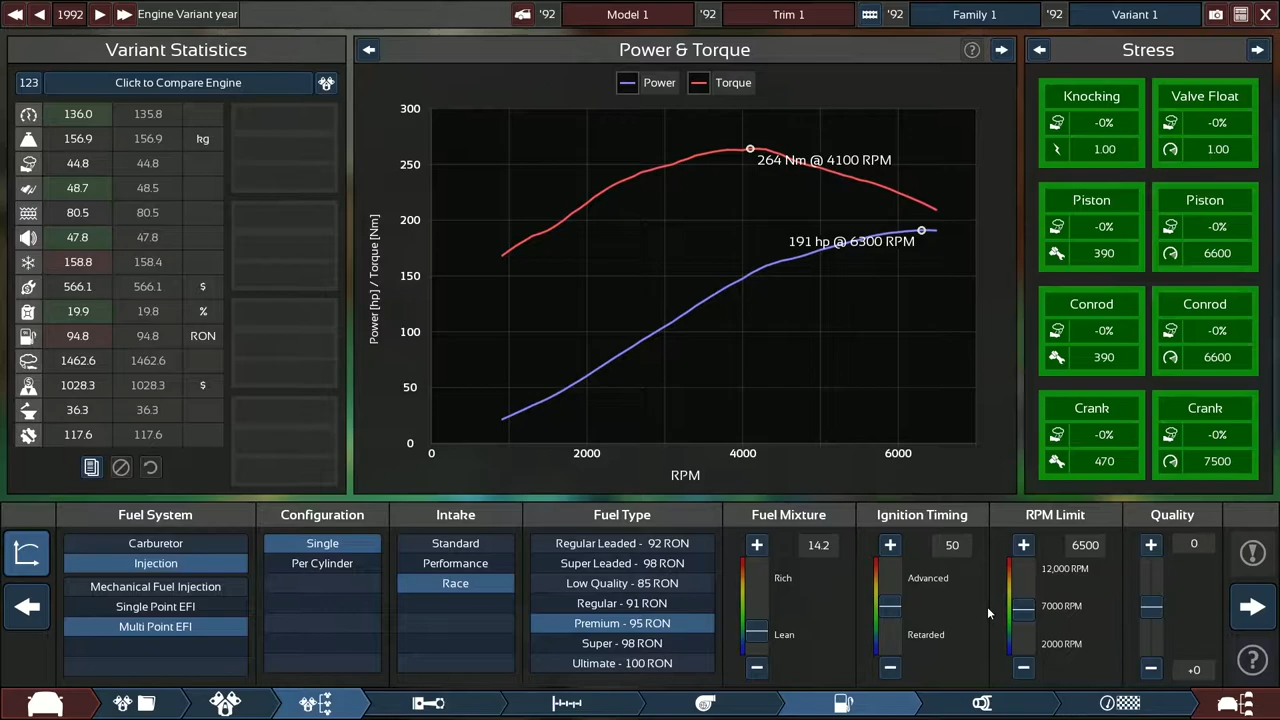 1992 Engine Variant year '92 Model 1 '92 Trim 1 '92 Family 1 '92 Variant 1
Variant Statistics
123 Click to Compare Engine
136.0 135.8
156.9 156.9 kg
44.8 44.8
48.7 48.5
80.5 80.5
47.8 47.8
158.8 158.4
566.1 566.1 $
19.9 19.8 %
94.8 94.8 RON
1462.6 1462.6
1028.3 1028.3 $
36.3 36.3
117.6 117.6
Power & Torque
?
Power Torque
300
250
200
150
100
50
0
Power [hp] / Torque [Nm]
264 Nm @ 4100 RPM
191 hp @ 6300 RPM
0 2000 4000 6000
RPM
Stress
Knocking Valve Float
-0% -0%
1.00 1.00
Piston Piston
-0% -0%
390 6600
Conrod Conrod
-0% -0%
390 6600
Crank Crank
-0% -0%
470 7500
Fuel System
Carburetor
Injection
Mechanical Fuel Injection
Single Point EFI
Multi Point EFI
Configuration
Single
Per Cylinder
Intake
Standard
Performance
Race
Fuel Type
Regular Leaded - 92 RON
Super Leaded - 98 RON
Low Quality - 85 RON
Regular - 91 RON
Premium - 95 RON
Super - 98 RON
Ultimate - 100 RON
Fuel Mixture
+ 14.2
Rich
Lean
−
Ignition Timing
+ 50
Advanced
Retarded
−
RPM Limit
+ 6500
12,000 RPM
7000 RPM
2000 RPM
−
Quality
+ 0
− +0
!
?